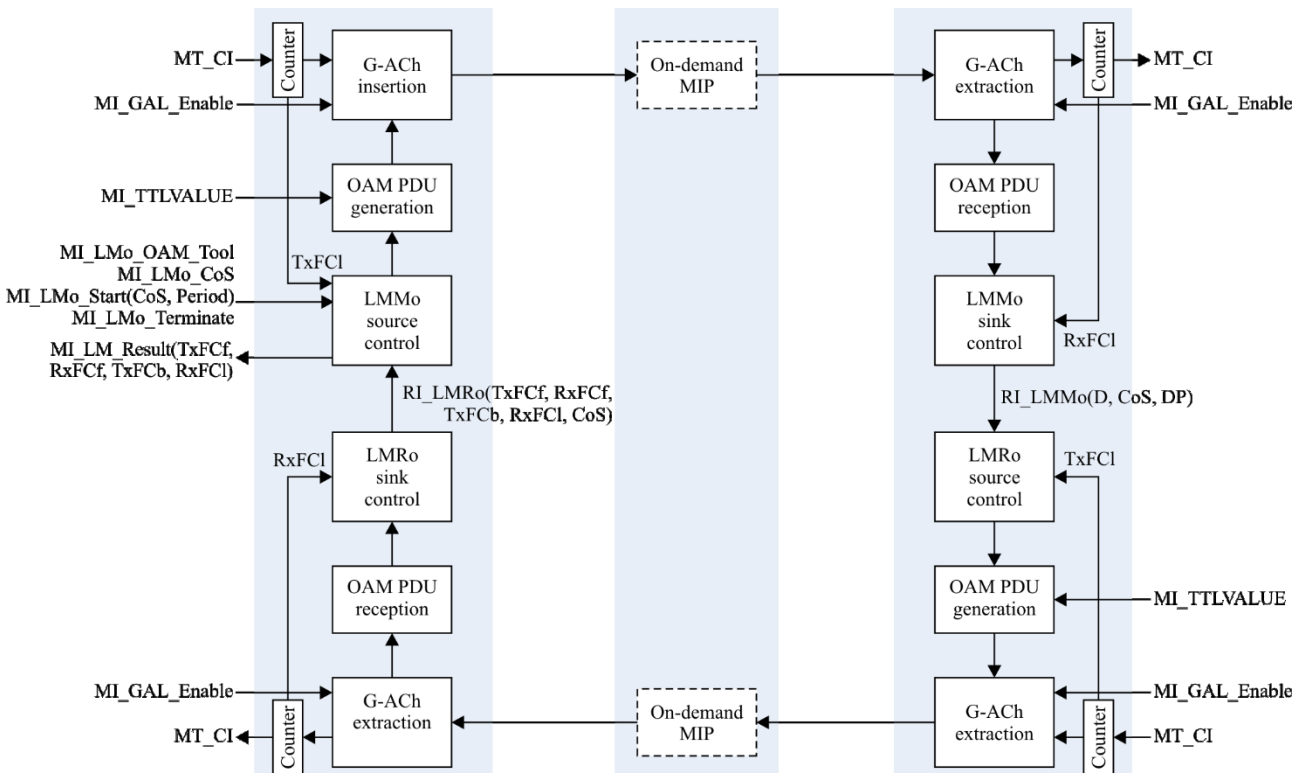 MT_CI
Counter
G-ACh
insertion
On-demand
MIP
G-ACh
extraction
Counter
MT_CI
MI_GAL_Enable
MI_GAL_Enable
MI_TTLVALUE
OAM PDU
generation
OAM PDU
reception
MI_LMo_OAM_Tool
MI_LMo_CoS
MI_LMo_Start(CoS, Period)
MI_LMo_Terminate
TxFCl
LMMo
source
control
LMMo
sink
control
RxFCl
MI_LM_Result(TxFCf,
RxFCf, TxFCb, RxFCl)
RI_LMRo(TxFCf, RxFCf,
TxFCb, RxFCl, CoS)
RI_LMMo(D, CoS, DP)
RxFCl
LMRo
sink
control
LMRo
source
control
TxFCl
OAM PDU
reception
OAM PDU
generation
MI_TTLVALUE
MI_GAL_Enable
MI_GAL_Enable
MT_CI
Counter
G-ACh
extraction
On-demand
MIP
G-ACh
extraction
Counter
MT_CI